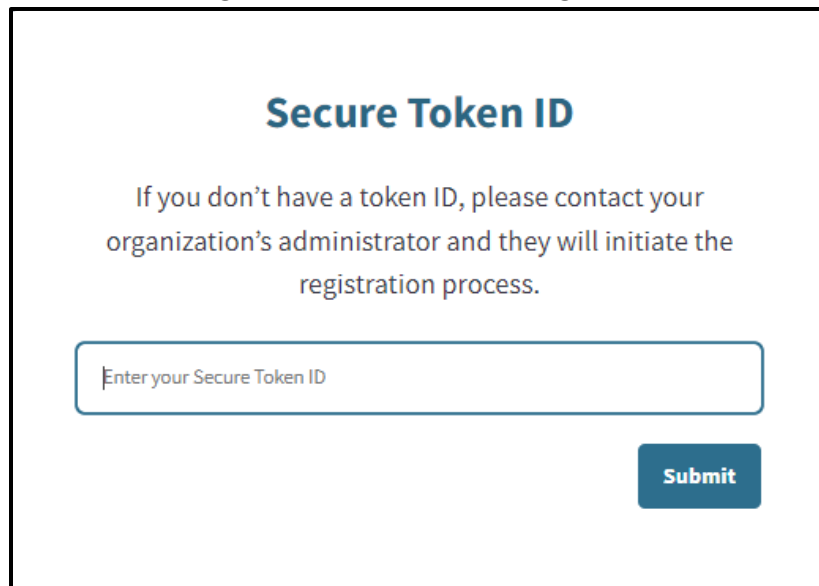 Secure Token ID
If you don’t have a token ID, please contact your
organization’s administrator and they will initiate the
registration process.
Enter your Secure Token ID
Submit